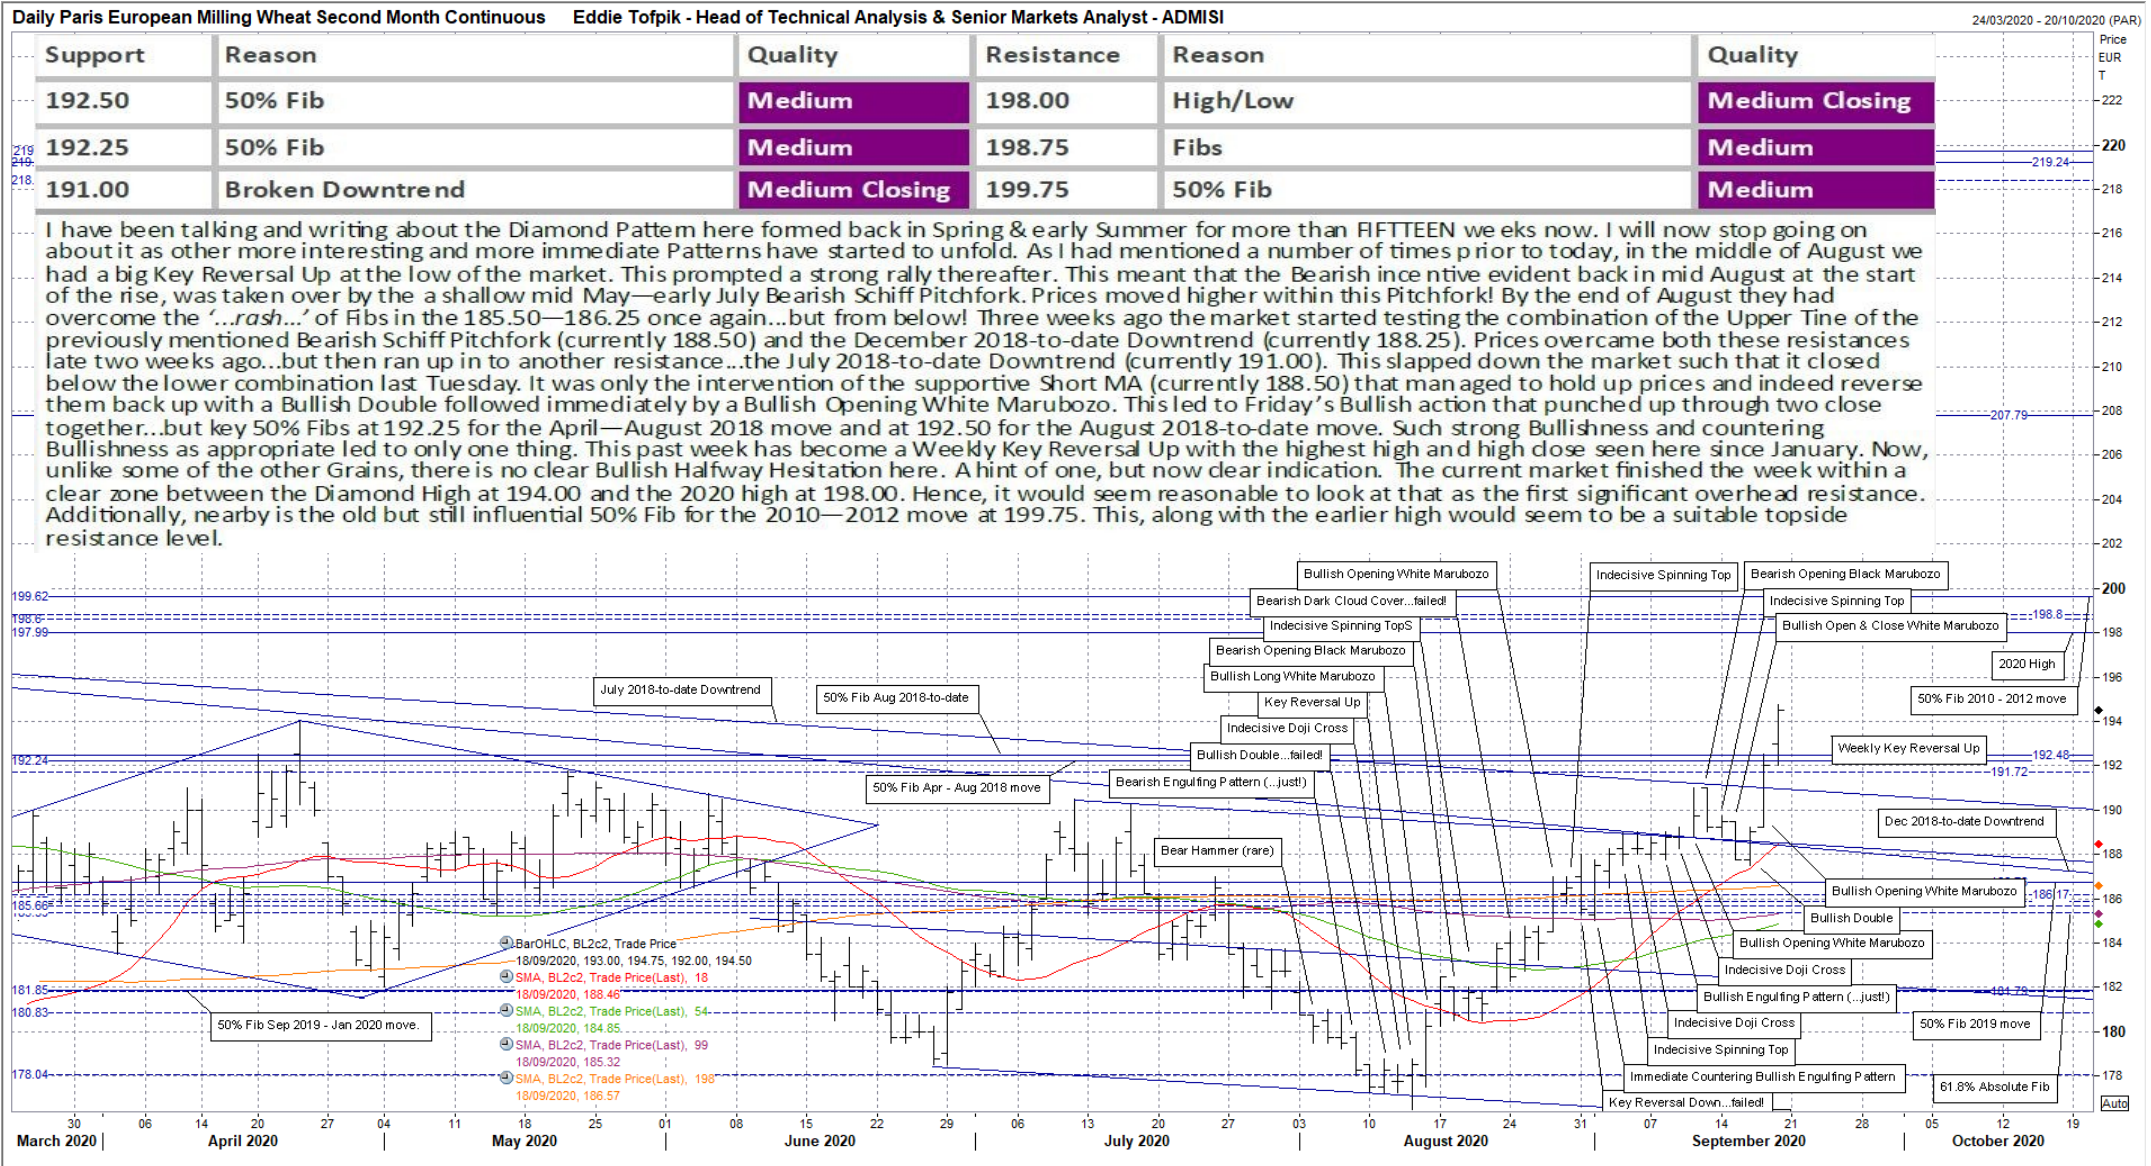 Daily Paris European Milling Wheat Second Month Continuous Eddie Tofpik - Head of Technical Analysis & Senior Markets Analyst - ADMISI
24/03/2020 - 20/10/2020 (PAR)
Support Reason Quality Resistance Reason Quality
192.50 50% Fib Medium 198.00 High/Low Medium Closing
192.25 50% Fib Medium 198.75 Fibs Medium
191.00 Broken Downtrend Medium Closing 199.75 50% Fib Medium
I have been talking and writing about the Diamond Pattern here formed back in Spring & early Summer for more than FIFTTEEN weeks now. I will now stop going on
about it as other more interesting and more immediate Patterns have started to unfold. As I had mentioned a number of times prior to today, in the middle of August we
had a big Key Reversal Up at the low of the market. This prompted a strong rally thereafter. This meant that the Bearish incentive evident back in mid August at the start
of the rise, was taken over by the a shallow mid May—early July Bearish Schiff Pitchfork. Prices moved higher within this Pitchfork! By the end of August they had
overcome the ‘...rash...’ of Fibs in the 185.50—186.25 once again...but from below! Three weeks ago the market started testing the combination of the Upper Tine of the
previously mentioned Bearish Schiff Pitchfork (currently 188.50) and the December 2018-to-date Downtrend (currently 188.25). Prices overcame both these resistances
late two weeks ago...but then ran up in to another resistance...the July 2018-to-date Downtrend (currently 191.00). This slapped down the market such that it closed
below the lower combination last Tuesday. It was only the intervention of the supportive Short MA (currently 188.50) that managed to hold up prices and indeed reverse
them back up with a Bullish Double followed immediately by a Bullish Opening White Marubozo. This led to Friday’s Bullish action that punched up through two close
together...but key 50% Fibs at 192.25 for the April—August 2018 move and at 192.50 for the August 2018-to-date move. Such strong Bullishness and countering
Bullishness as appropriate led to only one thing. This past week has become a Weekly Key Reversal Up with the highest high and high close seen here since January. Now,
unlike some of the other Grains, there is no clear Bullish Halfway Hesitation here. A hint of one, but now clear indication. The current market finished the week within a
clear zone between the Diamond High at 194.00 and the 2020 high at 198.00. Hence, it would seem reasonable to look at that as the first significant overhead resistance.
Additionally, nearby is the old but still influential 50% Fib for the 2010—2012 move at 199.75. This, along with the earlier high would seem to be a suitable topside
resistance level.
Price
EUR
T
222
220
218
216
214
212
210
208
206
204
202
200
198
196
194
192
190
188
186
184
182
180
178
Auto
219
219.
218.
219.24
207.79
199.62
198.6
197.99
198.8
192.24
192.48
191.72
185.66
186.17
181.85
181.79
180.83
178.04
Bullish Opening White Marubozo
Indecisive Spinning Top
Bearish Opening Black Marubozo
Bearish Dark Cloud Cover...failed!
Indecisive Spinning Top
Indecisive Spinning TopS
Bullish Open & Close White Marubozo
Bearish Opening Black Marubozo
2020 High
Bullish Long White Marubozo
July 2018-to-date Downtrend
50% Fib Aug 2018-to-date
Key Reversal Up
50% Fib 2010 - 2012 move
Indecisive Doji Cross
Bullish Double...failed!
Weekly Key Reversal Up
Bearish Engulfing Pattern (...just!)
50% Fib Apr - Aug 2018 move
Dec 2018-to-date Downtrend
Bear Hammer (rare)
Bullish Opening White Marubozo
Bullish Double
Bullish Opening White Marubozo
Indecisive Doji Cross
Bullish Engulfing Pattern (...just!)
50% Fib Sep 2019 - Jan 2020 move.
Indecisive Doji Cross
50% Fib 2019 move
Indecisive Spinning Top
Immediate Countering Bullish Engulfing Pattern
61.8% Absolute Fib
Key Reversal Down...failed!
BarOHLC, BL2c2, Trade Price
18/09/2020, 193.00, 194.75, 192.00, 194.50
SMA, BL2c2, Trade Price(Last), 18
18/09/2020, 188.46
SMA, BL2c2, Trade Price(Last), 54
18/09/2020, 184.85
SMA, BL2c2, Trade Price(Last), 99
18/09/2020, 185.32
SMA, BL2c2, Trade Price(Last), 198
18/09/2020, 186.57
30 06 14 20 27 04 11 18 25 01 08 15 22 29 06 13 20 27 03 10 17 24 31 07 14 21 28 05 12 19
March 2020 April 2020 May 2020 June 2020 July 2020 August 2020 September 2020 October 2020